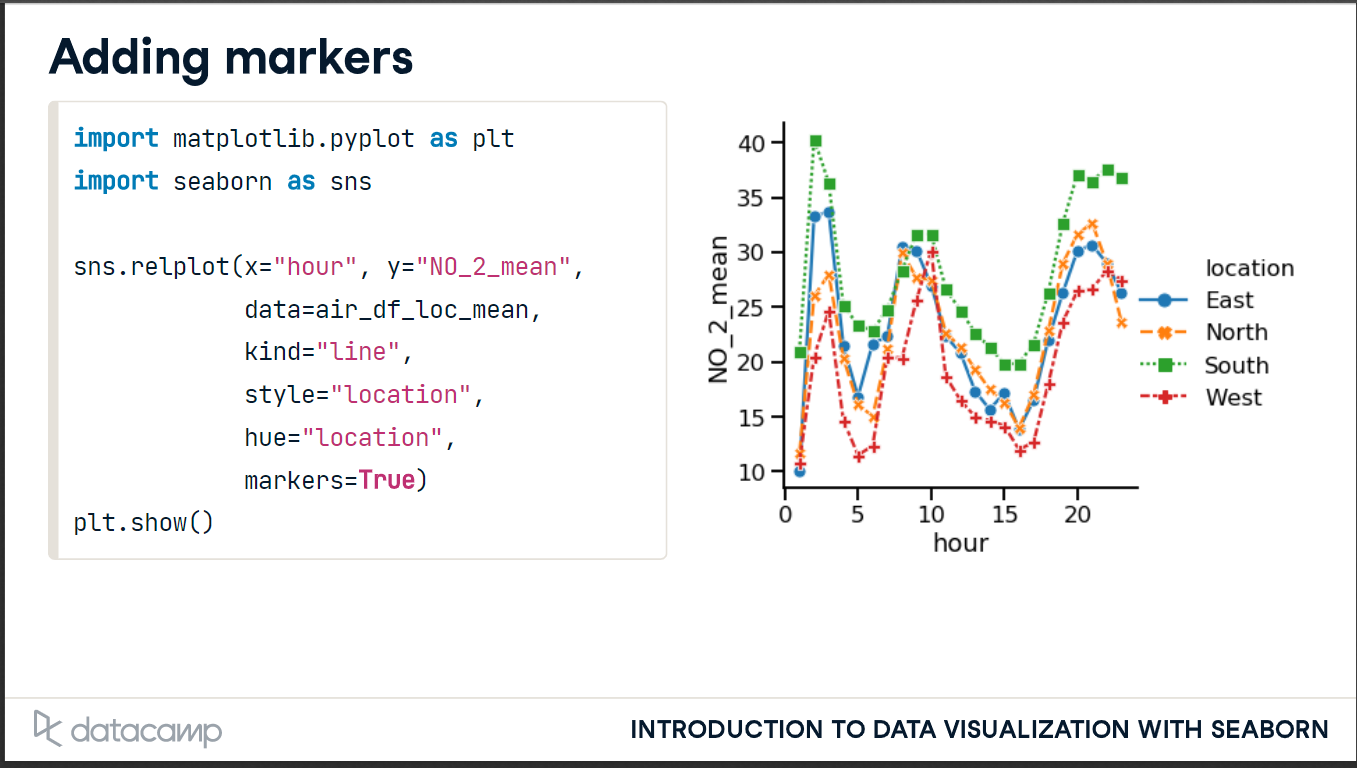 Adding markers
import matplotlib.pyplot as plt
import seaborn as sns
sns.relplot(x="hour", y="NO_2_mean",
data=air_df_loc_mean,
kind="line",
style="location",
hue="location",
markers=True)
plt.show()
40
35
30
25
20
15
10
NO_2_mean
0 5 10 15 20
hour
location
East
North
South
West
datacamp
INTRODUCTION TO DATA VISUALIZATION WITH SEABORN